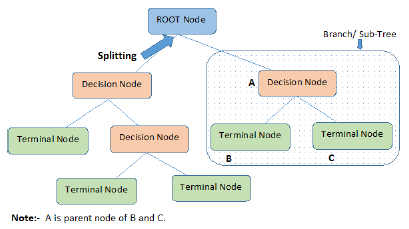 ROOT Node
Branch/ Sub-Tree
Splitting
Decision Node
A Decision Node
Terminal Node
Decision Node
Terminal Node
Terminal Node
B
C
Terminal Node
Terminal Node
Note:- A is parent node of B and C.